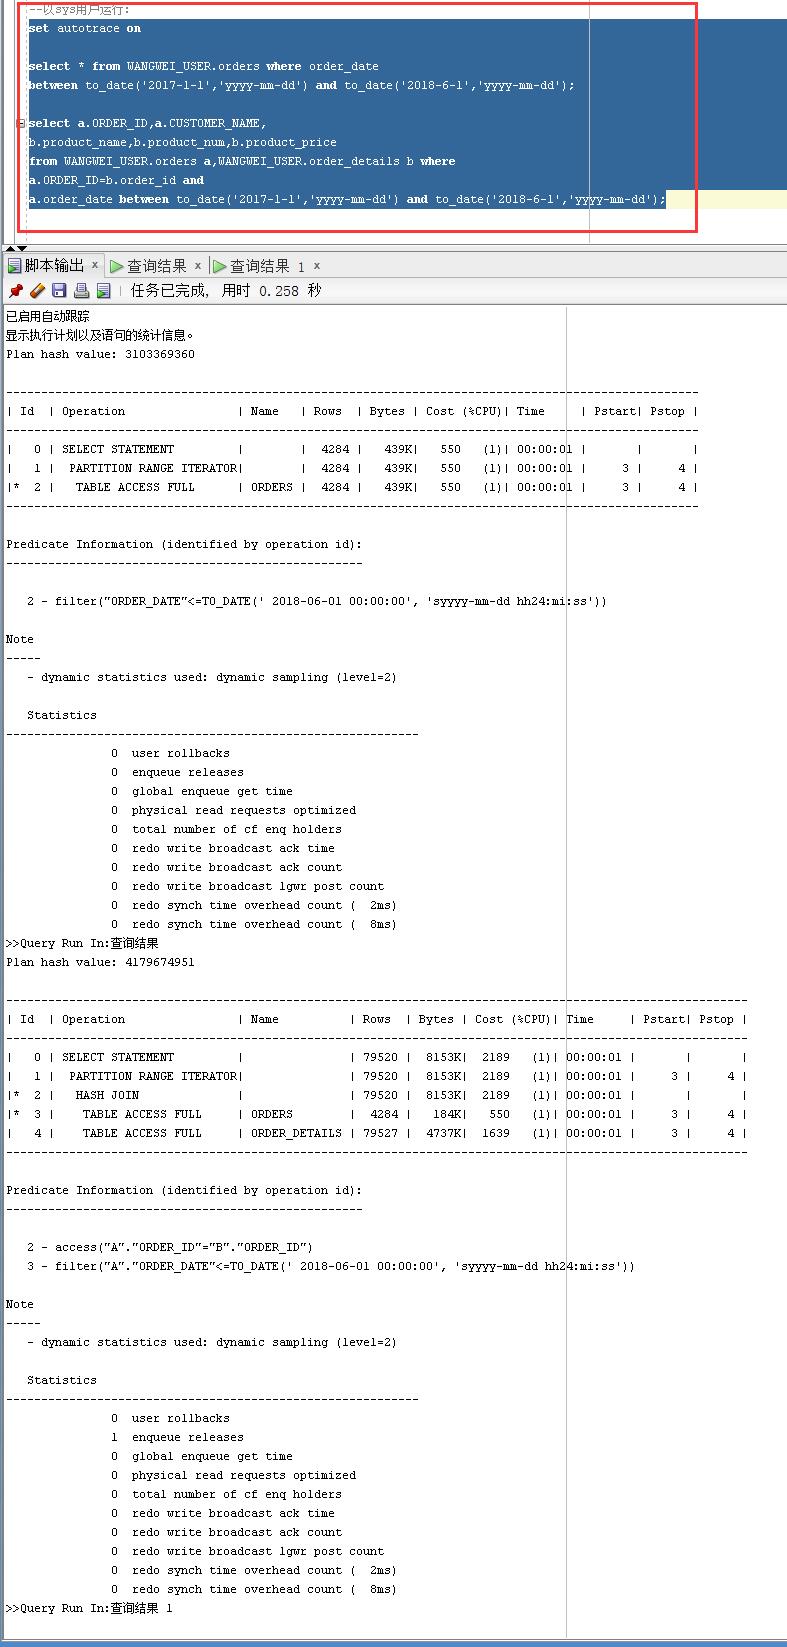 --以sys用户运行:
set autotrace on
select * from WANGWEI_USER.orders where order_date
between to_date('2017-1-1','yyyy-mm-dd') and to_date('2018-6-1','yyyy-mm-dd');
select a.ORDER_ID,a.CUSTOMER_NAME,
b.product_name,b.product_num,b.product_price
from WANGWEI_USER.orders a,WANGWEI_USER.order_details b where
a.ORDER_ID=b.order_id and
a.order_date between to_date('2017-1-1','yyyy-mm-dd') and to_date('2018-6-1','yyyy-mm-dd');
脚本输出 × 查询结果 × 查询结果 1 ×
任务已完成, 用时 0.258 秒
已启用自动跟踪
显示执行计划以及语句的统计信息。
Plan hash value: 3103369360
---------------------------------------------------------------------------------------------------
| Id  | Operation                | Name   | Rows  | Bytes | Cost (%CPU)| Time     | Pstart| Pstop |
---------------------------------------------------------------------------------------------------
|   0 | SELECT STATEMENT         |        |  4284 |   439K|   550   (1)| 00:00:01 |       |       |
|   1 |  PARTITION RANGE ITERATOR|        |  4284 |   439K|   550   (1)| 00:00:01 |     3 |     4 |
|*  2 |   TABLE ACCESS FULL      | ORDERS |  4284 |   439K|   550   (1)| 00:00:01 |     3 |     4 |
---------------------------------------------------------------------------------------------------
Predicate Information (identified by operation id):
---------------------------------------------------
2 - filter("ORDER_DATE"<=TO_DATE(' 2018-06-01 00:00:00', 'syyyy-mm-dd hh24:mi:ss'))
Note
-----
- dynamic statistics used: dynamic sampling (level=2)
Statistics
-----------------------------------------------------------
0  user rollbacks
0  enqueue releases
0  global enqueue get time
0  physical read requests optimized
0  total number of cf enq holders
0  redo write broadcast ack time
0  redo write broadcast ack count
0  redo write broadcast lgwr post count
0  redo synch time overhead count (  2ms)
0  redo synch time overhead count (  8ms)
>>Query Run In:查询结果
Plan hash value: 4179674951
----------------------------------------------------------------------------------------------------------
| Id  | Operation                | Name          | Rows  | Bytes | Cost (%CPU)| Time     | Pstart| Pstop |
----------------------------------------------------------------------------------------------------------
|   0 | SELECT STATEMENT         |               | 79520 |  8153K|  2189   (1)| 00:00:01 |       |       |
|   1 |  PARTITION RANGE ITERATOR|               | 79520 |  8153K|  2189   (1)| 00:00:01 |     3 |     4 |
|*  2 |   HASH JOIN              |               | 79520 |  8153K|  2189   (1)| 00:00:01 |       |       |
|*  3 |    TABLE ACCESS FULL     | ORDERS        |  4284 |   184K|   550   (1)| 00:00:01 |     3 |     4 |
|   4 |    TABLE ACCESS FULL     | ORDER_DETAILS | 79527 |  4737K|  1639   (1)| 00:00:01 |     3 |     4 |
----------------------------------------------------------------------------------------------------------
Predicate Information (identified by operation id):
---------------------------------------------------
2 - access("A"."ORDER_ID"="B"."ORDER_ID")
3 - filter("A"."ORDER_DATE"<=TO_DATE(' 2018-06-01 00:00:00', 'syyyy-mm-dd hh24:mi:ss'))
Note
-----
- dynamic statistics used: dynamic sampling (level=2)
Statistics
-----------------------------------------------------------
0  user rollbacks
1  enqueue releases
0  global enqueue get time
0  physical read requests optimized
0  total number of cf enq holders
0  redo write broadcast ack time
0  redo write broadcast ack count
0  redo write broadcast lgwr post count
0  redo synch time overhead count (  2ms)
0  redo synch time overhead count (  8ms)
>>Query Run In:查询结果 1